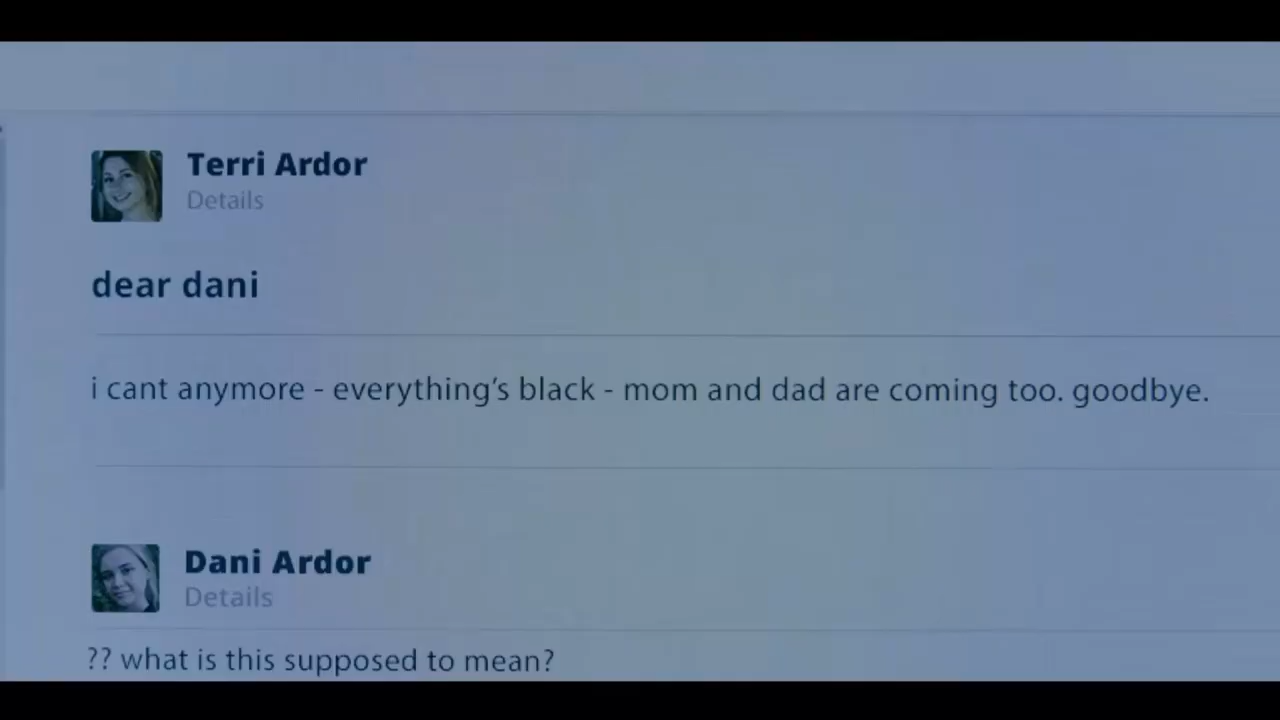 Terri Ardor
Details
dear dani
i cant anymore - everything's black - mom and dad are coming too. goodbye.
Dani Ardor
Details
?? what is this supposed to mean?